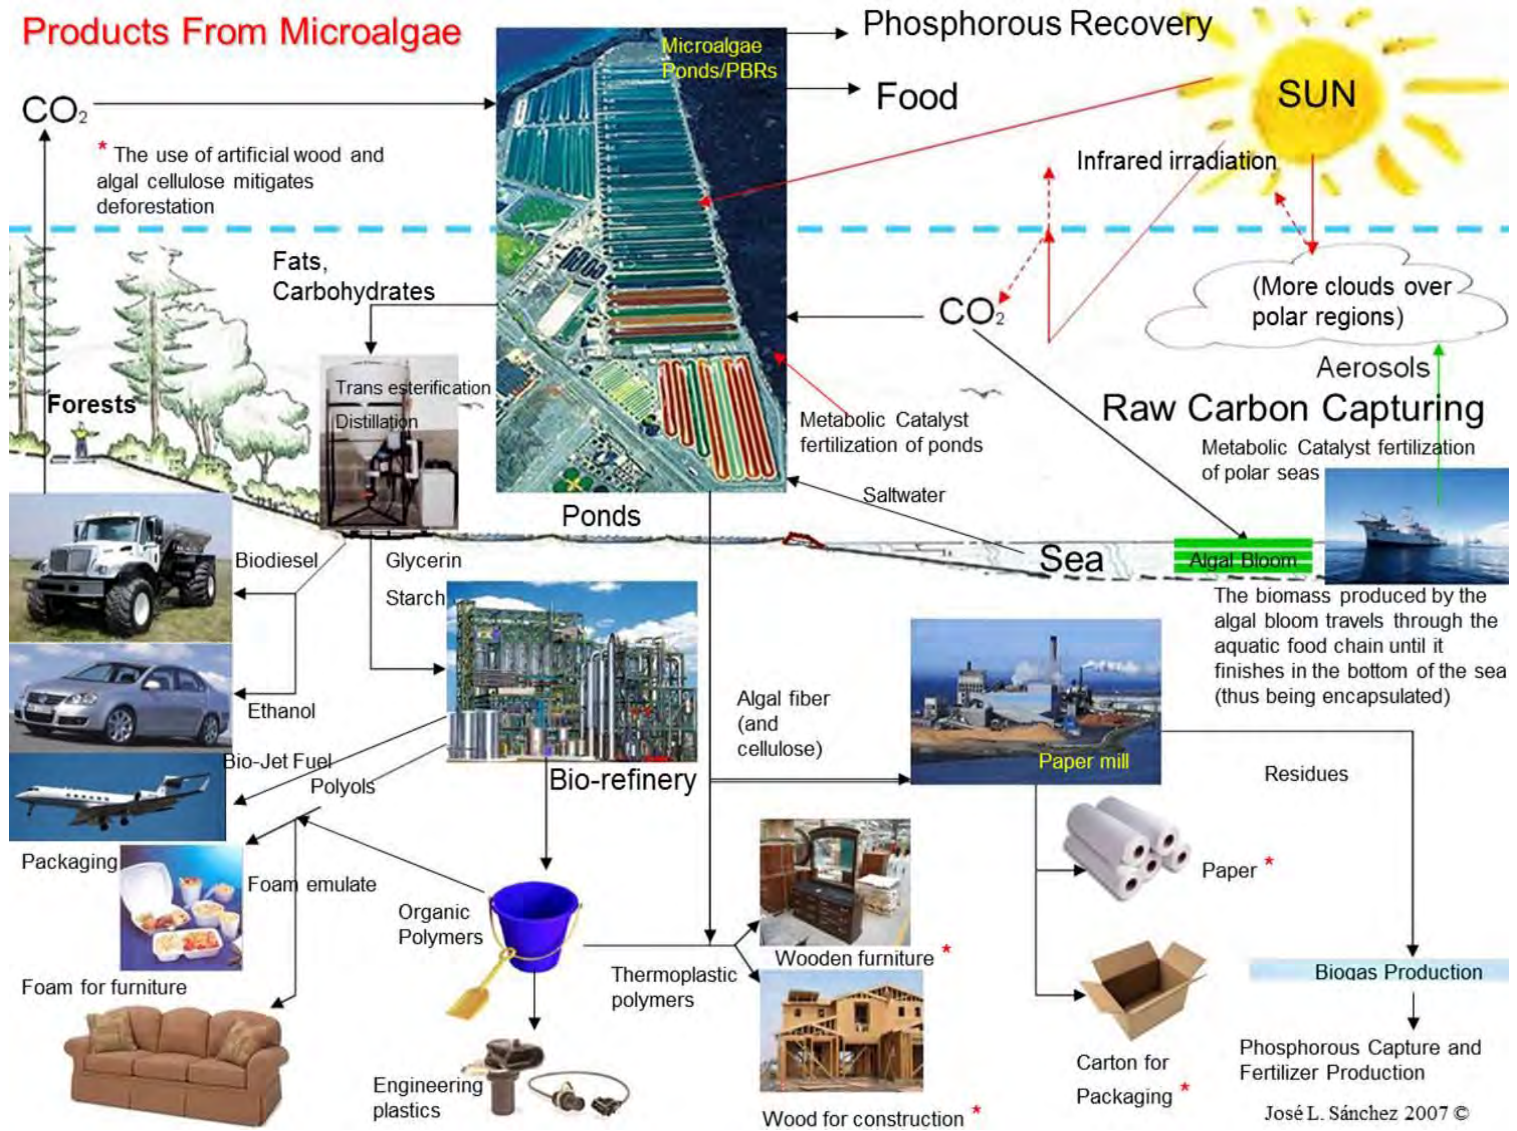 Products From Microalgae
Microalgae
Ponds/PBRs
Phosphorous Recovery
Food
SUN
CO₂
* The use of artificial wood and
algal cellulose mitigates
deforestation
Infrared irradiation
Fats,
Carbohydrates
CO₂
(More clouds over
polar regions)
Aerosols
Raw Carbon Capturing
Forests
Trans esterification
Distillation
Metabolic Catalyst
fertilization of ponds
Metabolic Catalyst fertilization
of polar seas
Saltwater
Ponds
Sea
Algal Bloom
Biodiesel
Glycerin
Starch
The biomass produced by the
algal bloom travels through the
aquatic food chain until it
finishes in the bottom of the sea
(thus being encapsulated)
Ethanol
Algal fiber
(and
cellulose)
Paper mill
Bio-Jet Fuel
Polyols
Bio-refinery
Residues
Packaging
Foam emulate
Paper *
Organic
Polymers
Wooden furniture *
Thermoplastic
polymers
Biogas Production
Foam for furniture
Engineering
plastics
Wood for construction *
Carton for
Packaging *
Phosphorous Capture and
Fertilizer Production
José L. Sánchez 2007 ©